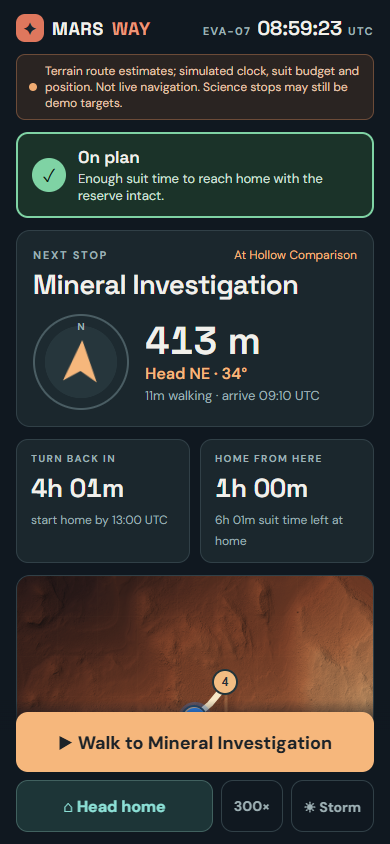 MARS WAY
EVA-07 08:59:23 UTC
Terrain route estimates; simulated clock, suit budget and
position. Not live navigation. Science stops may still be
demo targets.
On plan
Enough suit time to reach home with the
reserve intact.
NEXT STOP
At Hollow Comparison
Mineral Investigation
N
413 m
Head NE · 34°
11m walking · arrive 09:10 UTC
TURN BACK IN
4h 01m
start home by 13:00 UTC
HOME FROM HERE
1h 00m
6h 01m suit time left at
home
4
▶ Walk to Mineral Investigation
⌂ Head home
300×
☀ Storm